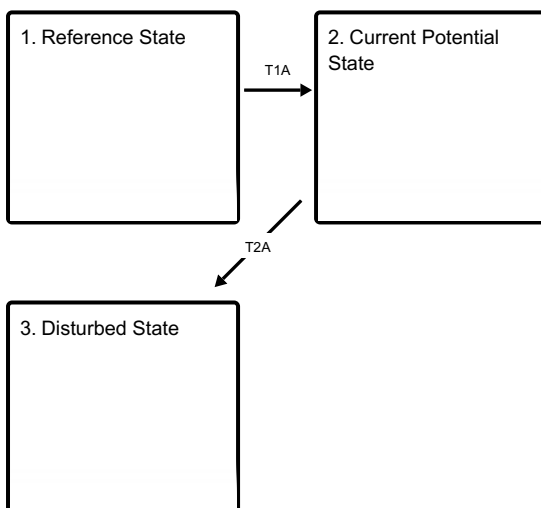 1. Reference State
T1A
2. Current Potential
State
T2A
3. Disturbed State